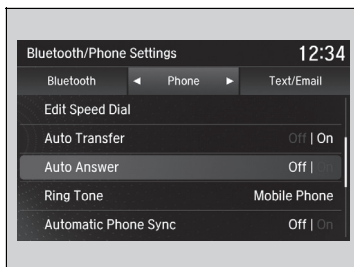 Bluetooth/Phone Settings 12:34
Bluetooth ◄ Phone ► Text/Email
Edit Speed Dial
Auto Transfer Off | On
Auto Answer Off | On
Ring Tone Mobile Phone
Automatic Phone Sync Off | On